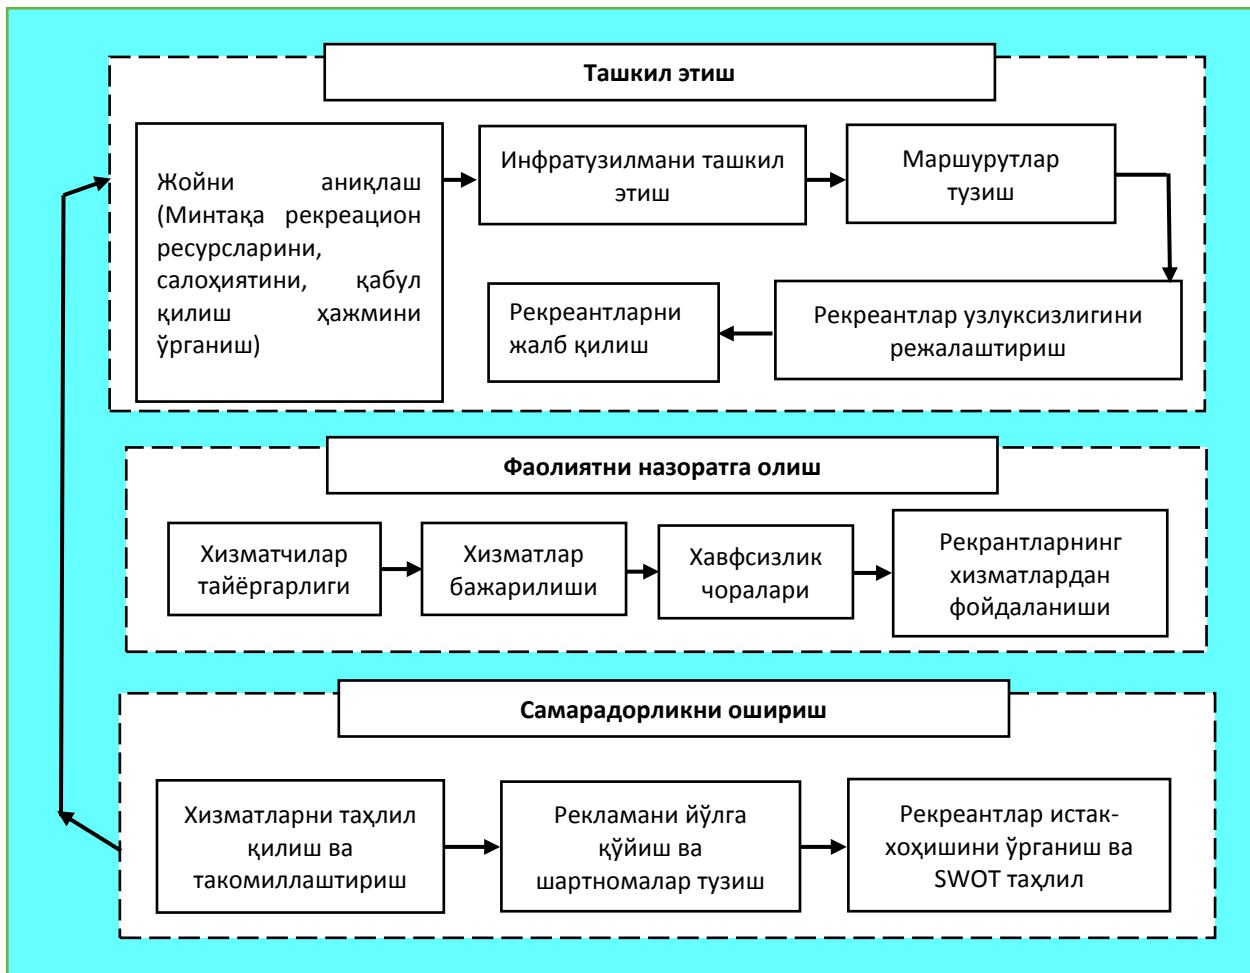 Ташкил этиш
Жойни аниқлаш
(Минтақа рекреацион
ресурсларини,
салоҳиятини, қабул
қилиш ҳажмини
ўрганиш)
Инфратузилмани ташкил
этиш
Маршурутлар
тузиш
Рекреантлар узлуксизлигини
режалаштириш
Рекреантларни
жалб қилиш
Фаолиятни назоратга олиш
Хизматчилар
тайёргарлиги
Хизматлар
бажарилиши
Хавфсизлик
чоралари
Рекрантларнинг
хизматлардан
фойдаланиши
Самарадорликни ошириш
Хизматларни таҳлил
қилиш ва
такомиллаштириш
Рекламани йўлга
қўйиш ва
шартномалар тузиш
Рекреантлар истак-
хоҳишини ўрганиш ва
SWOT таҳлил